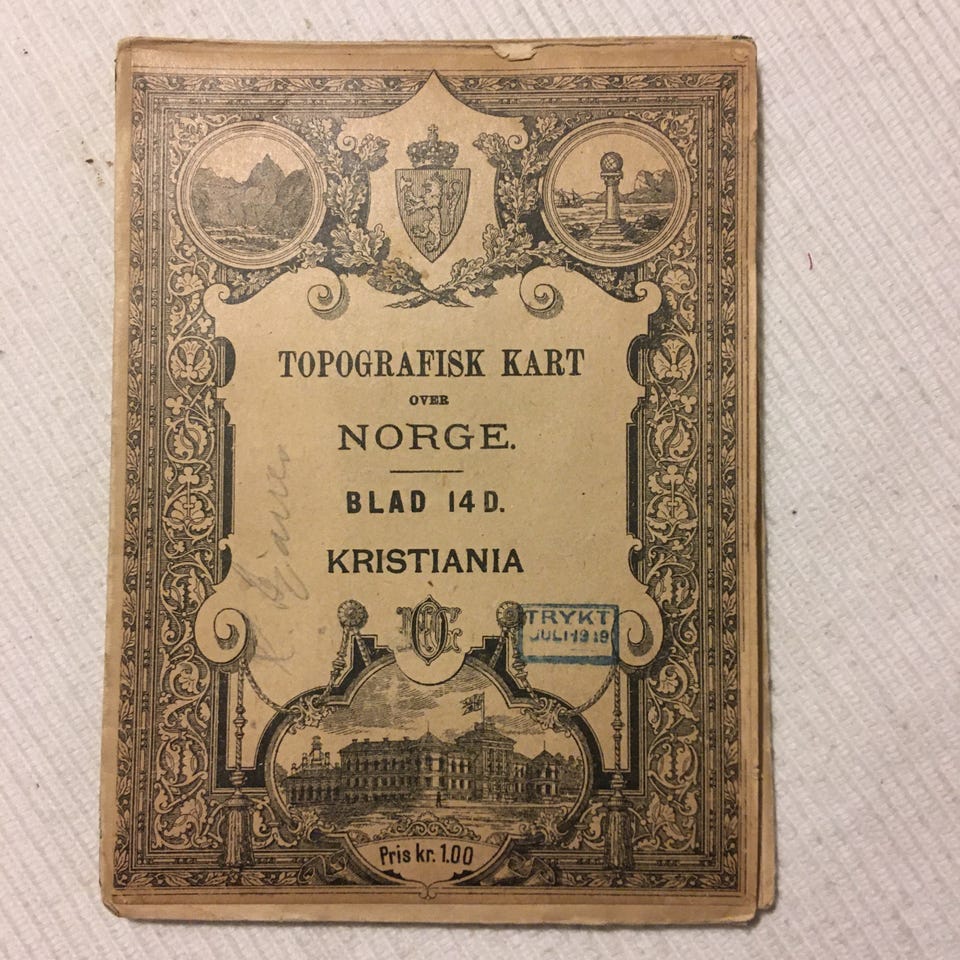 TOPOGRAFISK KART
OVER
NORGE.
BLAD 14 D.
KRISTIANIA
TRYKT
JULI 1919
Pris kr. 1.00